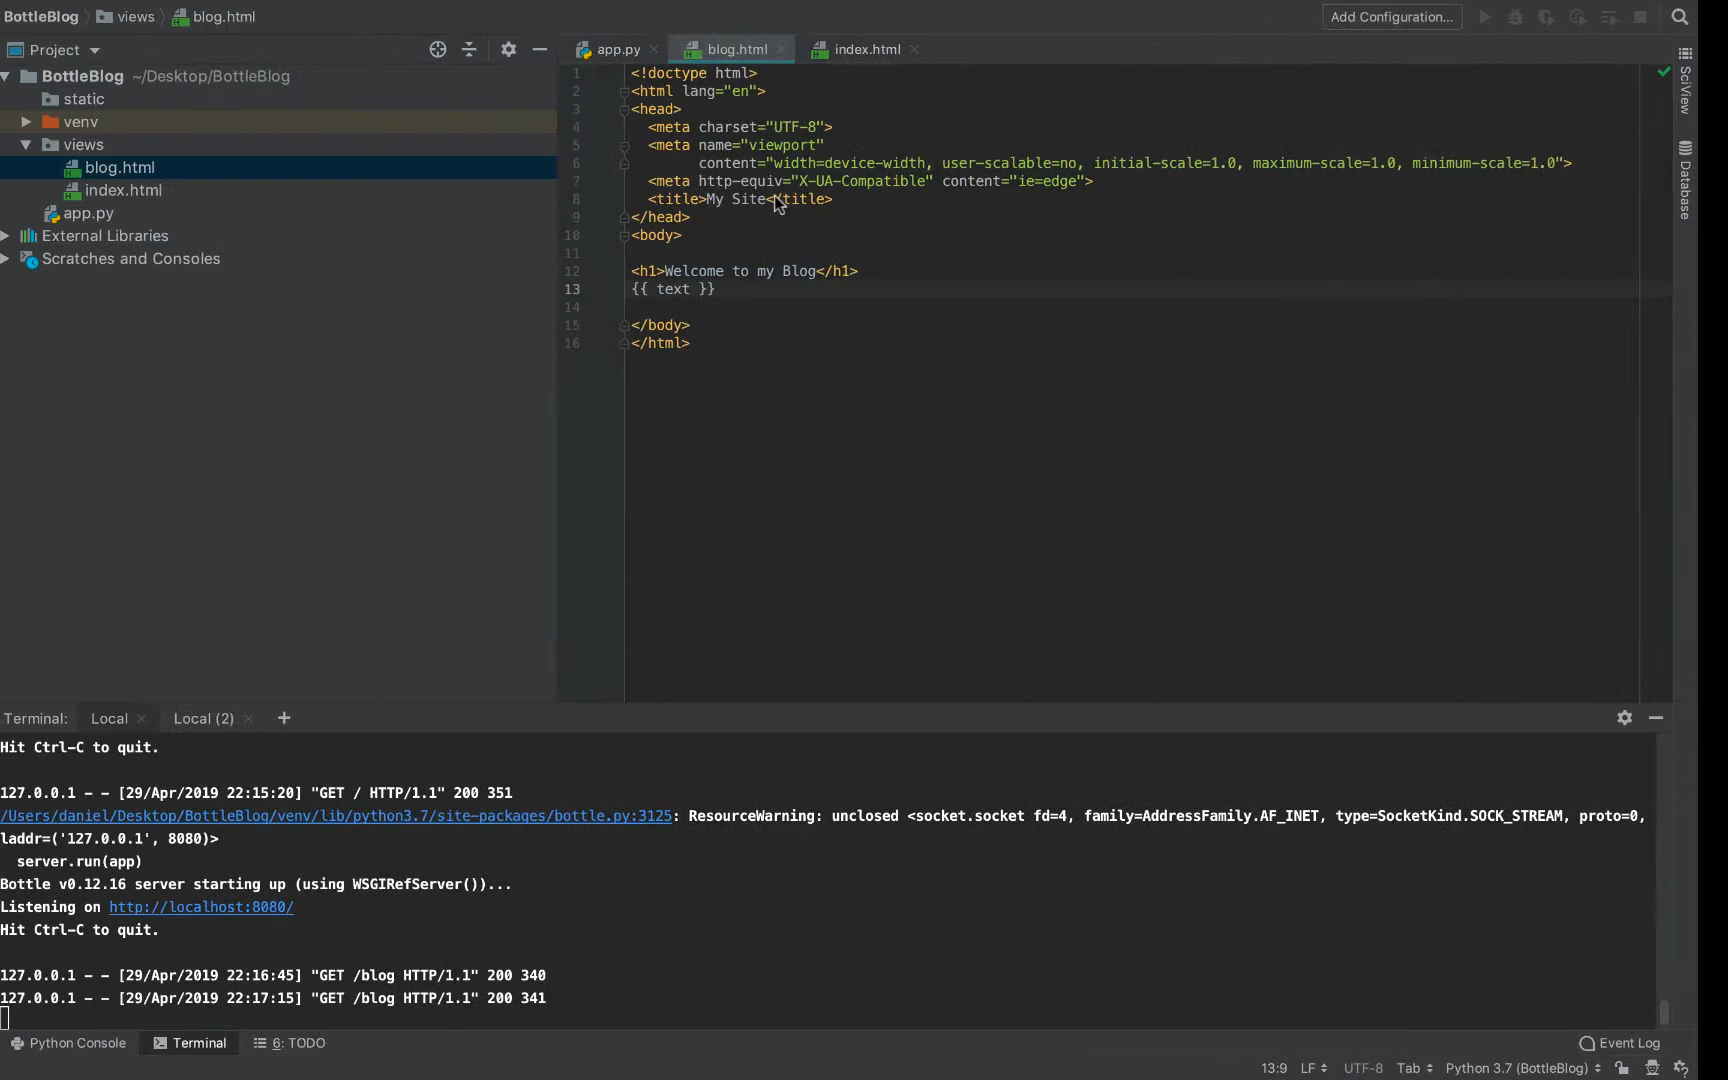 BottleBlog views blog.html Add Configuration...
Project app.py blog.html index.html
BottleBlog ~/Desktop/BottleBlog
static
venv
views
blog.html
index.html
app.py
External Libraries
Scratches and Consoles
1 <!doctype html>
2 <html lang="en">
3 <head>
4 <meta charset="UTF-8">
5 <meta name="viewport"
6 content="width=device-width, user-scalable=no, initial-scale=1.0, maximum-scale=1.0, minimum-scale=1.0">
7 <meta http-equiv="X-UA-Compatible" content="ie=edge">
8 <title>My Site</title>
9 </head>
10 <body>
11
12 <h1>Welcome to my Blog</h1>
13 {{ text }}
14
15 </body>
16 </html>
SciView
Database
Terminal: Local Local (2)
Hit Ctrl-C to quit.
127.0.0.1 - - [29/Apr/2019 22:15:20] "GET / HTTP/1.1" 200 351
/Users/daniel/Desktop/BottleBlog/venv/lib/python3.7/site-packages/bottle.py:3125: ResourceWarning: unclosed <socket.socket fd=4, family=AddressFamily.AF_INET, type=SocketKind.SOCK_STREAM, proto=0,
laddr=('127.0.0.1', 8080)>
server.run(app)
Bottle v0.12.16 server starting up (using WSGIRefServer())...
Listening on http://localhost:8080/
Hit Ctrl-C to quit.
127.0.0.1 - - [29/Apr/2019 22:16:45] "GET /blog HTTP/1.1" 200 340
127.0.0.1 - - [29/Apr/2019 22:17:15] "GET /blog HTTP/1.1" 200 341
Python Console Terminal 6: TODO Event Log
13:9 LF UTF-8 Tab Python 3.7 (BottleBlog)